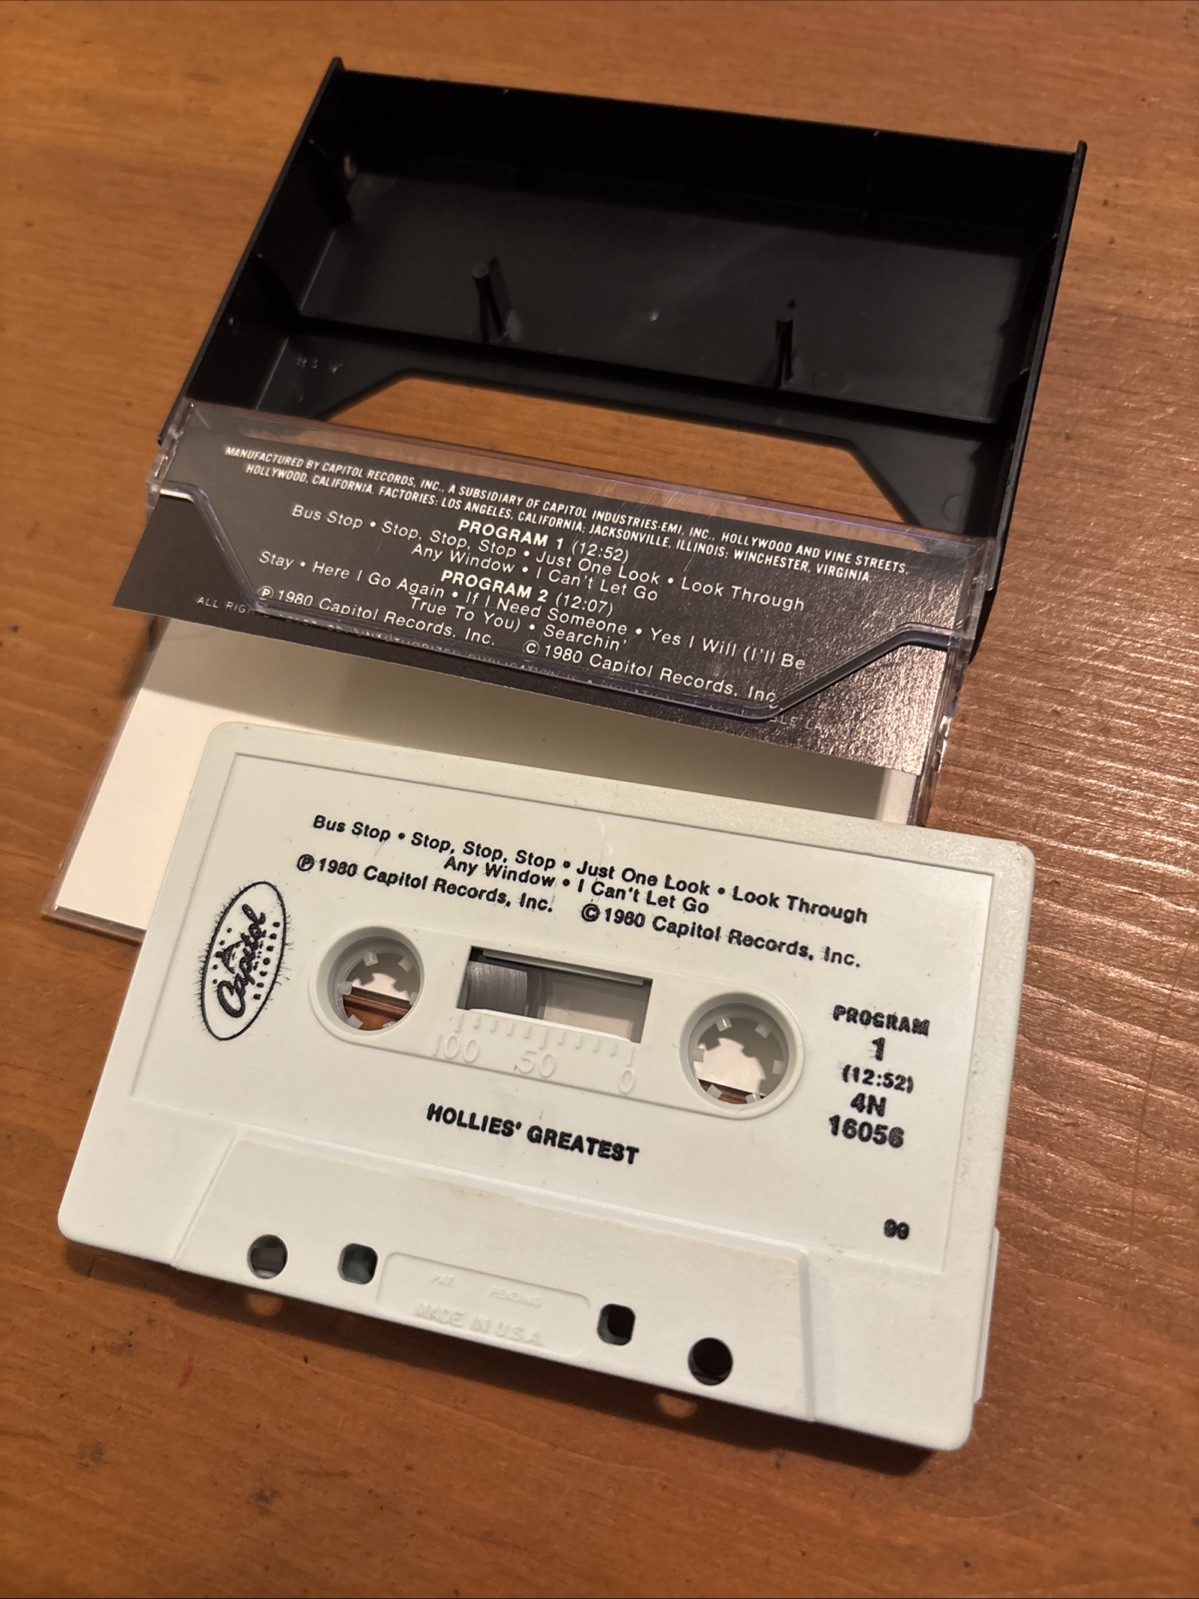 MANUFACTURED BY CAPITOL RECORDS, INC., A SUBSIDIARY OF CAPITOL INDUSTRIES-EMI, INC., HOLLYWOOD AND VINE STREETS,
HOLLYWOOD, CALIFORNIA. FACTORIES: LOS ANGELES, CALIFORNIA; JACKSONVILLE, ILLINOIS; WINCHESTER, VIRGINIA.
PROGRAM 1 (12:52)
Bus Stop • Stop, Stop, Stop • Just One Look • Look Through
Any Window • I Can't Let Go
PROGRAM 2 (12:07)
Stay • Here I Go Again • If I Need Someone • Yes I Will (I'll Be
True To You) • Searchin'
℗ 1980 Capitol Records, Inc. © 1980 Capitol Records, Inc.
ALL
Bus Stop • Stop, Stop, Stop • Just One Look • Look Through
Any Window • I Can't Let Go
℗ 1980 Capitol Records, Inc. © 1980 Capitol Records, Inc.
Capitol
RECORDS
PROGRAM
1
(12:52)
4N
16056
100 50 0
HOLLIES' GREATEST
90
PAT. PENDING
MADE IN U.S.A.